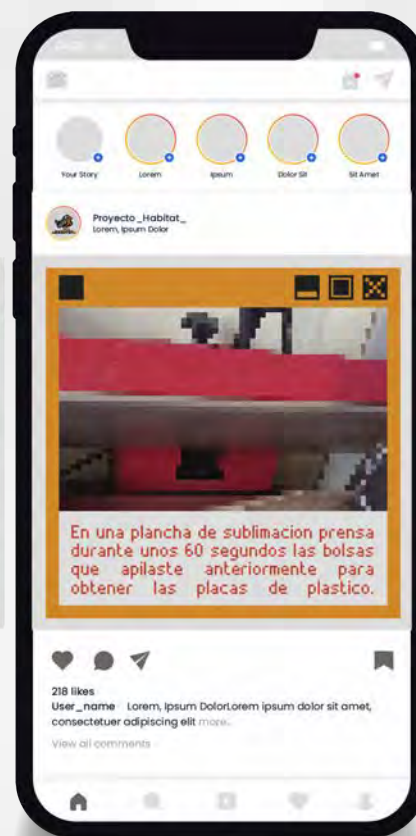 Your Story
Lorem
Ipsum
Dolor Sit
Sit Amet
Proyecto_Habitat_
Lorem, Ipsum Dolor
En una plancha de sublimacion prensa
durante unos 60 segundos las bolsas
que apilaste anteriormente para
obtener las placas de plastico.
218 likes
User_name Lorem, Ipsum DolorLorem ipsum dolor sit amet,
consectetuer adipiscing elit more..
View all comments